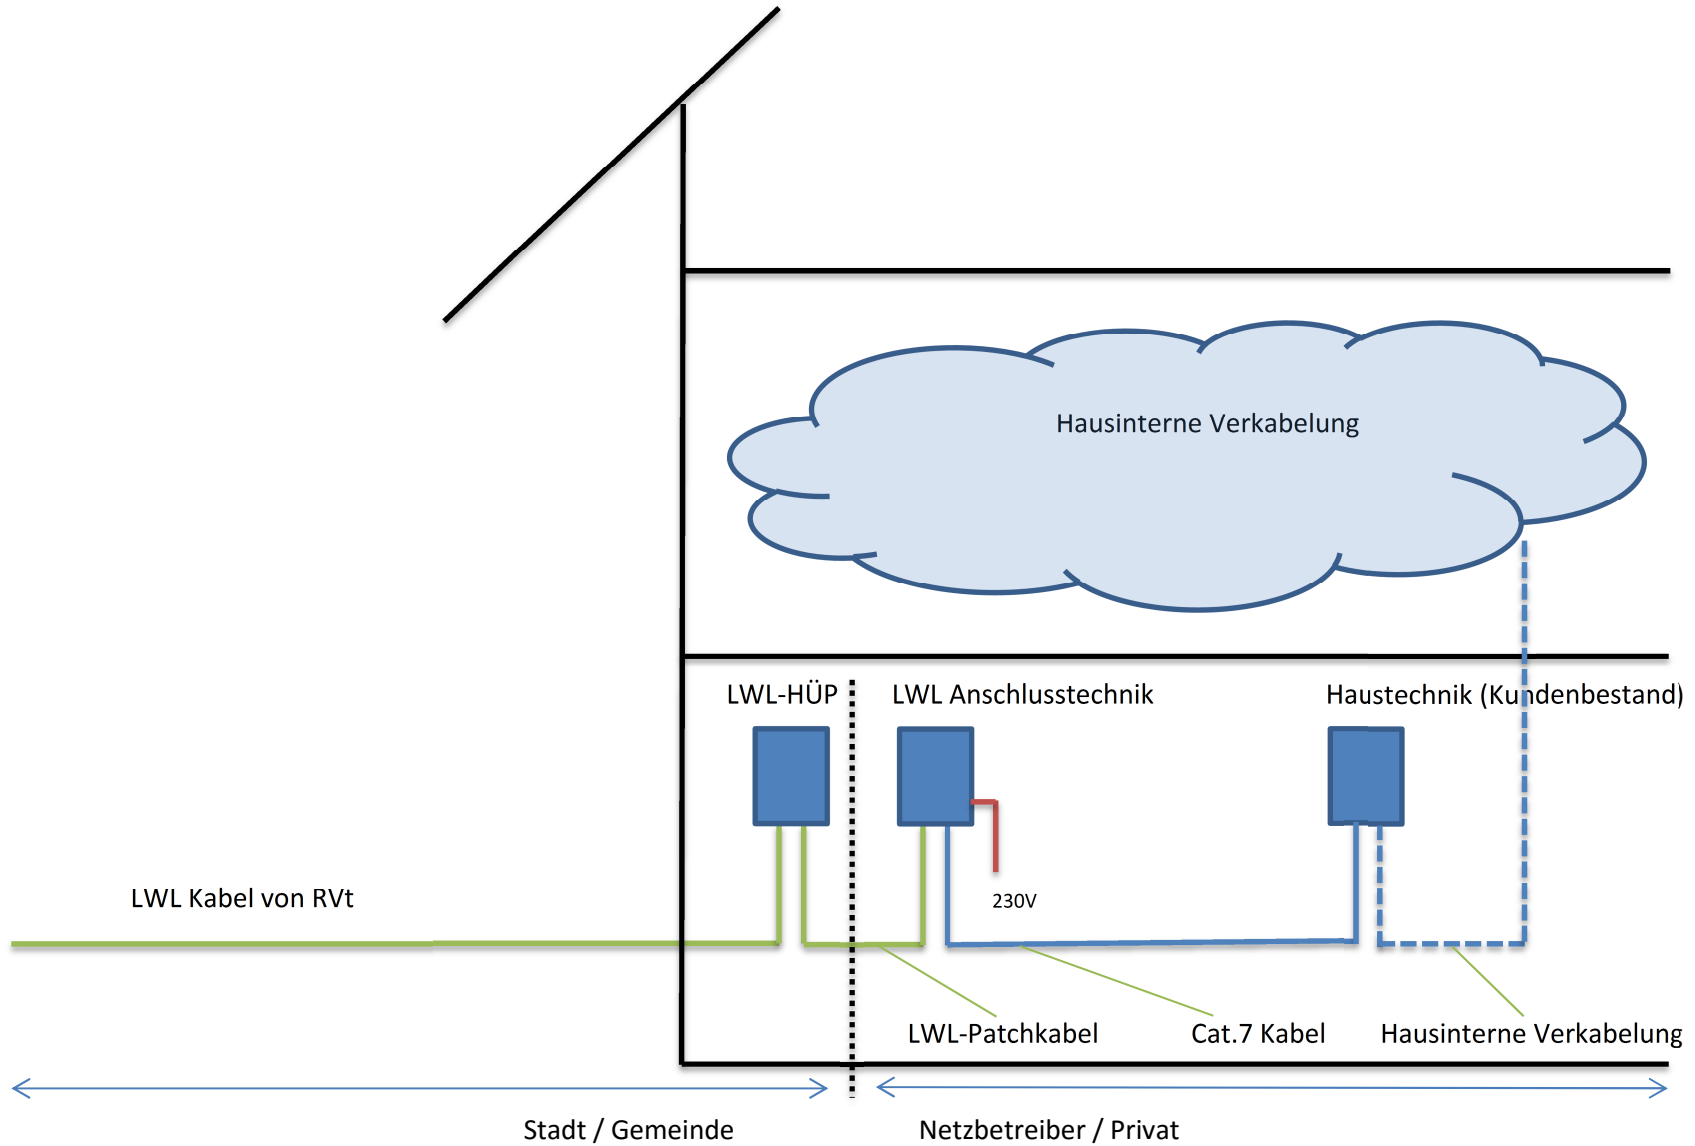 Hausinterne Verkabelung
LWL-HÜP
LWL Anschlusstechnik
Haustechnik (Kundenbestand)
LWL Kabel von RVt
230V
LWL-Patchkabel
Cat.7 Kabel
Hausinterne Verkabelung
Stadt / Gemeinde
Netzbetreiber / Privat